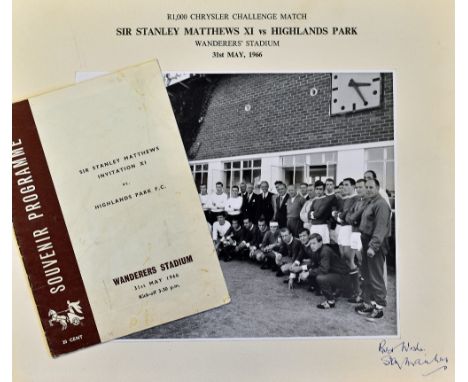 R1,000 CHRYSLER CHALLENGE MATCH
SIR STANLEY MATTHEWS XI vs HIGHLANDS PARK
WANDERERS' STADIUM
31st MAY, 1966
SOUVENIR PROGRAMME
20 CENT
SIR STANLEY MATTHEWS
INVITATION XI
vs.
HIGHLANDS PARK F.C.
WANDERERS STADIUM
31st MAY 1966
Kick-off 3.30 p.m.
Best Wishes
Stanley Matthews